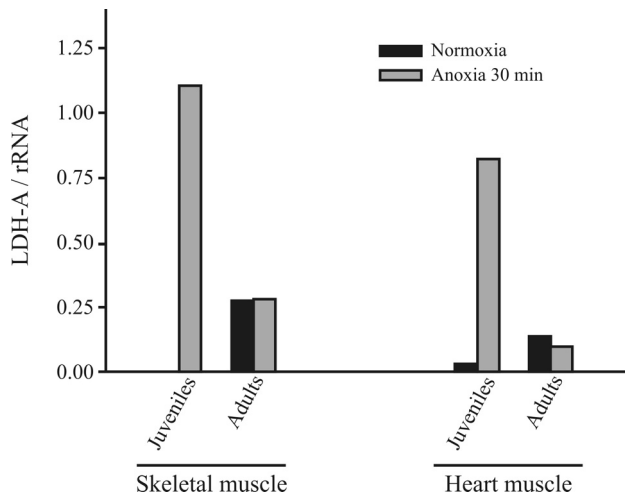 1.25
1.00
0.75
0.50
0.25
0.00
LDH-A / rRNA
Normoxia
Anoxia 30 min
Juveniles
Adults
Juveniles
Adults
Skeletal muscle
Heart muscle